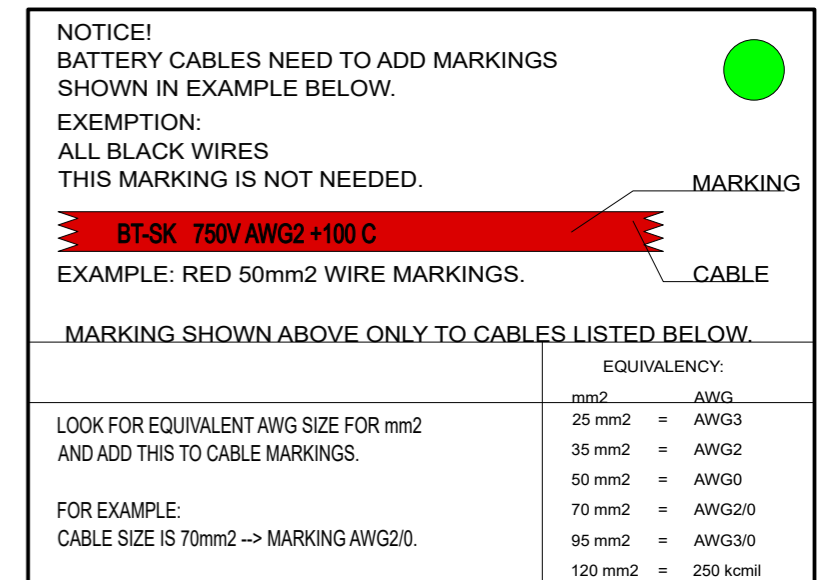 NOTICE!
BATTERY CABLES NEED TO ADD MARKINGS
SHOWN IN EXAMPLE BELOW.
EXEMPTION:
ALL BLACK WIRES
THIS MARKING IS NOT NEEDED.
MARKING
BT-SK 750V AWG2 +100 C
EXAMPLE: RED 50mm2 WIRE MARKINGS.
CABLE
MARKING SHOWN ABOVE ONLY TO CABLES LISTED BELOW.
EQUIVALENCY:
mm2 AWG
LOOK FOR EQUIVALENT AWG SIZE FOR mm2
AND ADD THIS TO CABLE MARKINGS.
FOR EXAMPLE:
CABLE SIZE IS 70mm2 --> MARKING AWG2/0.
25 mm2 = AWG3
35 mm2 = AWG2
50 mm2 = AWG0
70 mm2 = AWG2/0
95 mm2 = AWG3/0
120 mm2 = 250 kcmil